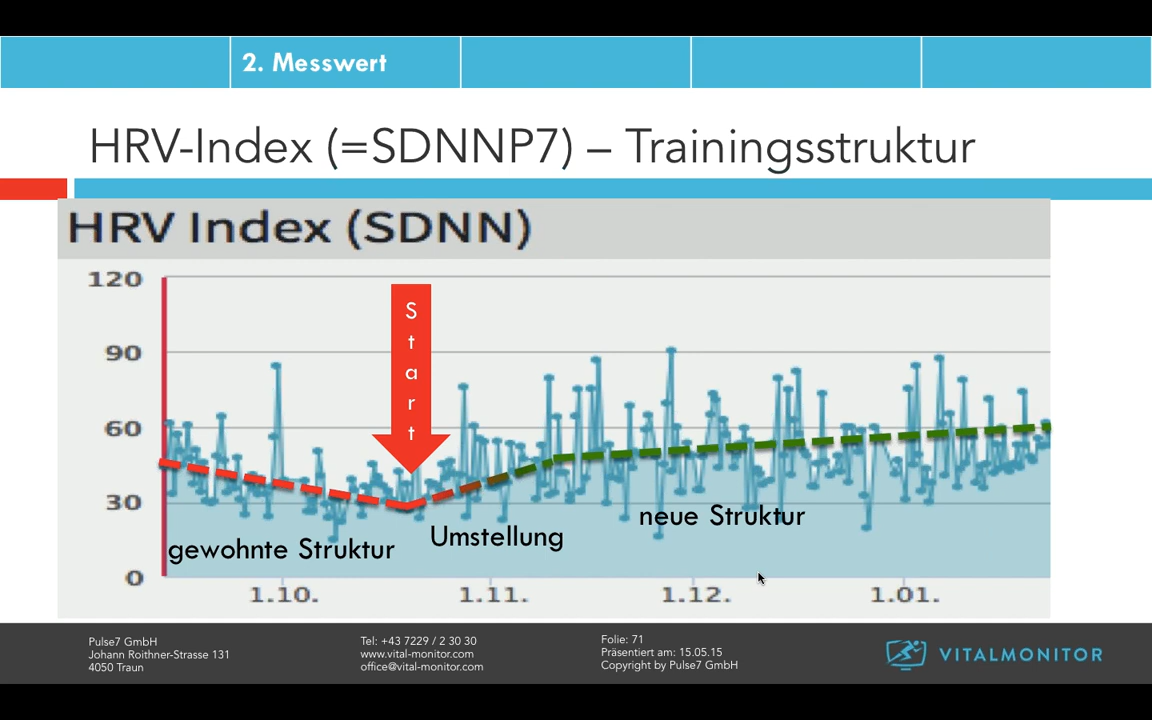 2. Messwert
HRV-Index (=SDNNP7) – Trainingsstruktur
HRV Index (SDNN)
120
90
60
30
0
Start
gewohnte Struktur
Umstellung
neue Struktur
1.10.
1.11.
1.12.
1.01.
Pulse7 GmbH
Johann Roithner-Strasse 131
4050 Traun
Tel: +43 7229 / 2 30 30
www.vital-monitor.com
office@vital-monitor.com
Folie: 71
Präsentiert am: 15.05.15
Copyright by Pulse7 GmbH
VITALMONITOR